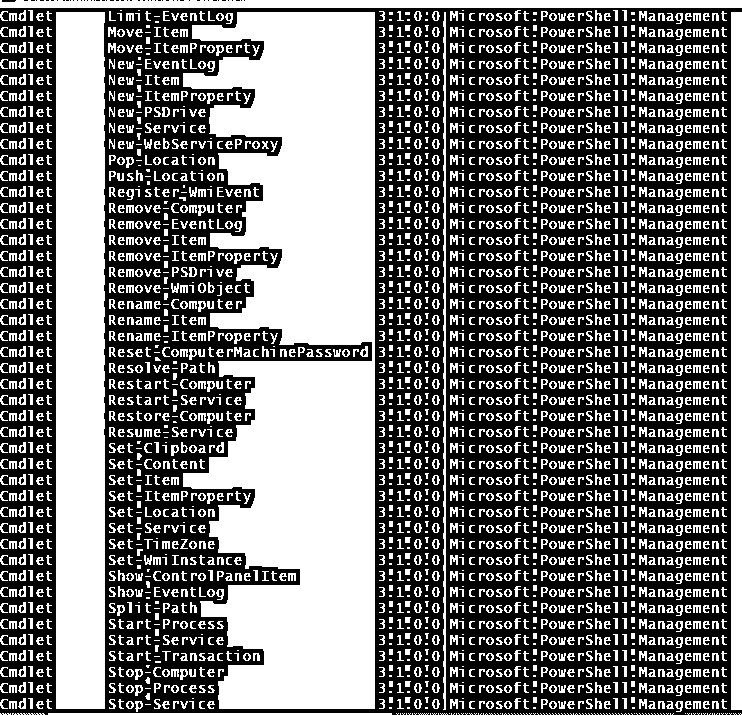 Cmdlet Limit-EventLog 3.1.0.0 Microsoft.PowerShell.Management
Cmdlet Move-Item 3.1.0.0 Microsoft.PowerShell.Management
Cmdlet Move-ItemProperty 3.1.0.0 Microsoft.PowerShell.Management
Cmdlet New-EventLog 3.1.0.0 Microsoft.PowerShell.Management
Cmdlet New-Item 3.1.0.0 Microsoft.PowerShell.Management
Cmdlet New-ItemProperty 3.1.0.0 Microsoft.PowerShell.Management
Cmdlet New-PSDrive 3.1.0.0 Microsoft.PowerShell.Management
Cmdlet New-Service 3.1.0.0 Microsoft.PowerShell.Management
Cmdlet New-WebServiceProxy 3.1.0.0 Microsoft.PowerShell.Management
Cmdlet Pop-Location 3.1.0.0 Microsoft.PowerShell.Management
Cmdlet Push-Location 3.1.0.0 Microsoft.PowerShell.Management
Cmdlet Register-WmiEvent 3.1.0.0 Microsoft.PowerShell.Management
Cmdlet Remove-Computer 3.1.0.0 Microsoft.PowerShell.Management
Cmdlet Remove-EventLog 3.1.0.0 Microsoft.PowerShell.Management
Cmdlet Remove-Item 3.1.0.0 Microsoft.PowerShell.Management
Cmdlet Remove-ItemProperty 3.1.0.0 Microsoft.PowerShell.Management
Cmdlet Remove-PSDrive 3.1.0.0 Microsoft.PowerShell.Management
Cmdlet Remove-WmiObject 3.1.0.0 Microsoft.PowerShell.Management
Cmdlet Rename-Computer 3.1.0.0 Microsoft.PowerShell.Management
Cmdlet Rename-Item 3.1.0.0 Microsoft.PowerShell.Management
Cmdlet Rename-ItemProperty 3.1.0.0 Microsoft.PowerShell.Management
Cmdlet Reset-ComputerMachinePassword 3.1.0.0 Microsoft.PowerShell.Management
Cmdlet Resolve-Path 3.1.0.0 Microsoft.PowerShell.Management
Cmdlet Restart-Computer 3.1.0.0 Microsoft.PowerShell.Management
Cmdlet Restart-Service 3.1.0.0 Microsoft.PowerShell.Management
Cmdlet Restore-Computer 3.1.0.0 Microsoft.PowerShell.Management
Cmdlet Resume-Service 3.1.0.0 Microsoft.PowerShell.Management
Cmdlet Set-Clipboard 3.1.0.0 Microsoft.PowerShell.Management
Cmdlet Set-Content 3.1.0.0 Microsoft.PowerShell.Management
Cmdlet Set-Item 3.1.0.0 Microsoft.PowerShell.Management
Cmdlet Set-ItemProperty 3.1.0.0 Microsoft.PowerShell.Management
Cmdlet Set-Location 3.1.0.0 Microsoft.PowerShell.Management
Cmdlet Set-Service 3.1.0.0 Microsoft.PowerShell.Management
Cmdlet Set-TimeZone 3.1.0.0 Microsoft.PowerShell.Management
Cmdlet Set-WmiInstance 3.1.0.0 Microsoft.PowerShell.Management
Cmdlet Show-ControlPanelItem 3.1.0.0 Microsoft.PowerShell.Management
Cmdlet Show-EventLog 3.1.0.0 Microsoft.PowerShell.Management
Cmdlet Split-Path 3.1.0.0 Microsoft.PowerShell.Management
Cmdlet Start-Process 3.1.0.0 Microsoft.PowerShell.Management
Cmdlet Start-Service 3.1.0.0 Microsoft.PowerShell.Management
Cmdlet Start-Transaction 3.1.0.0 Microsoft.PowerShell.Management
Cmdlet Stop-Computer 3.1.0.0 Microsoft.PowerShell.Management
Cmdlet Stop-Process 3.1.0.0 Microsoft.PowerShell.Management
Cmdlet Stop-Service 3.1.0.0 Microsoft.PowerShell.Management